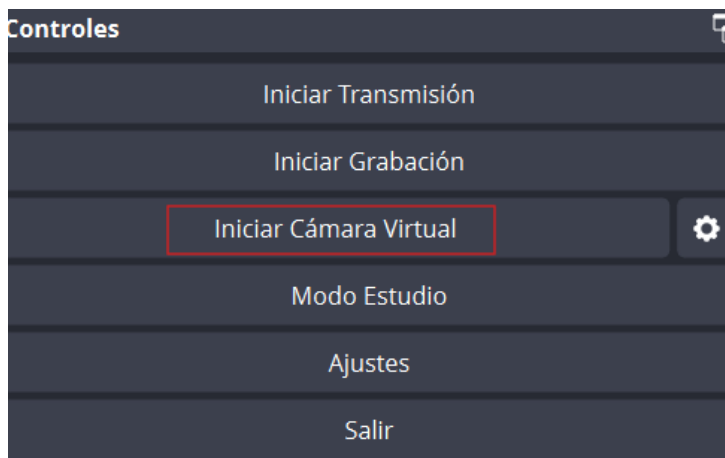 Controles
Iniciar Transmisión
Iniciar Grabación
Iniciar Cámara Virtual
Modo Estudio
Ajustes
Salir